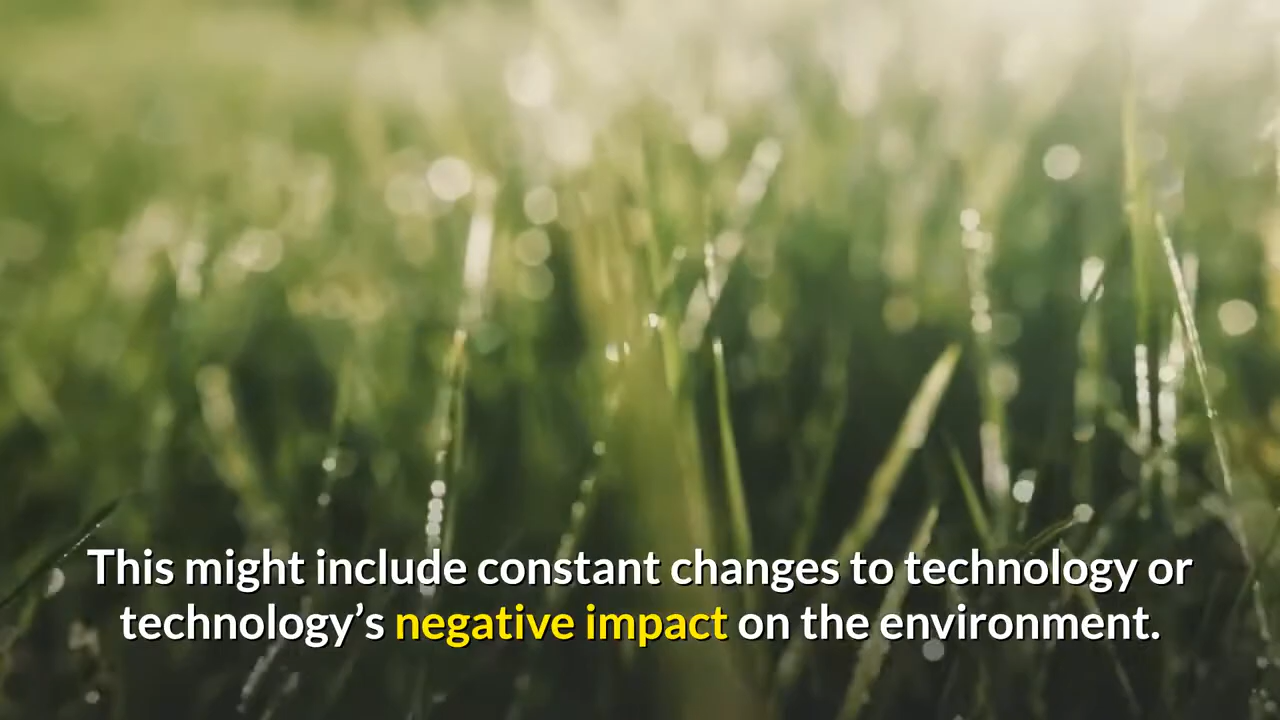 This might include constant changes to technology or
technology’s negative impact on the environment.